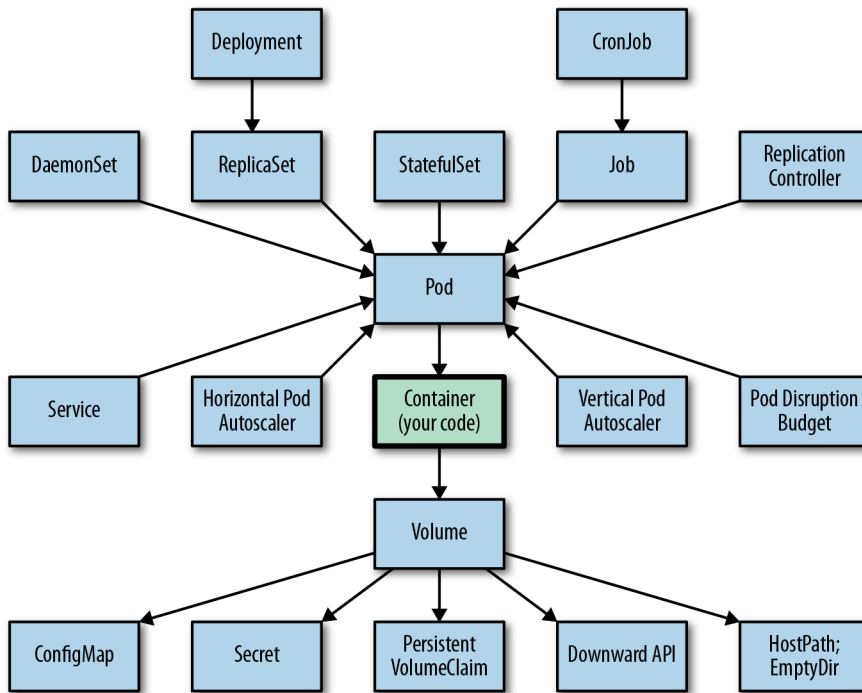 Deployment
CronJob
DaemonSet
ReplicaSet
StatefulSet
Job
Replication
Controller
Pod
Service
Horizontal Pod
Autoscaler
Container
(your code)
Vertical Pod
Autoscaler
Pod Disruption
Budget
Volume
ConfigMap
Secret
Persistent
VolumeClaim
Downward API
HostPath;
EmptyDir